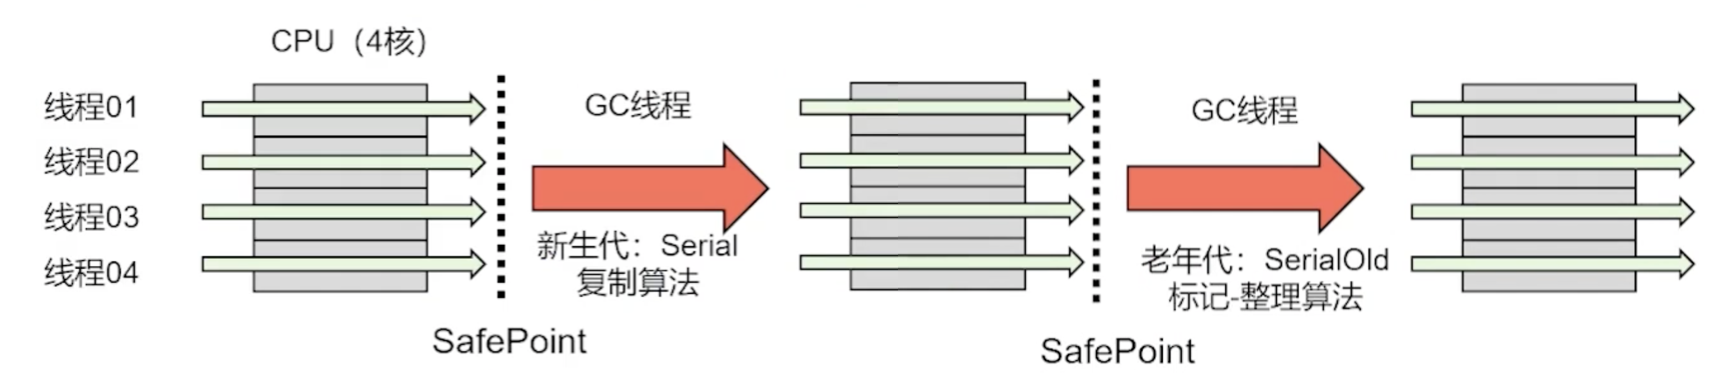 CPU（4核）
线程01
线程02
线程03
线程04
GC线程
新生代：Serial
复制算法
SafePoint
GC线程
老年代：SerialOld
标记-整理算法
SafePoint